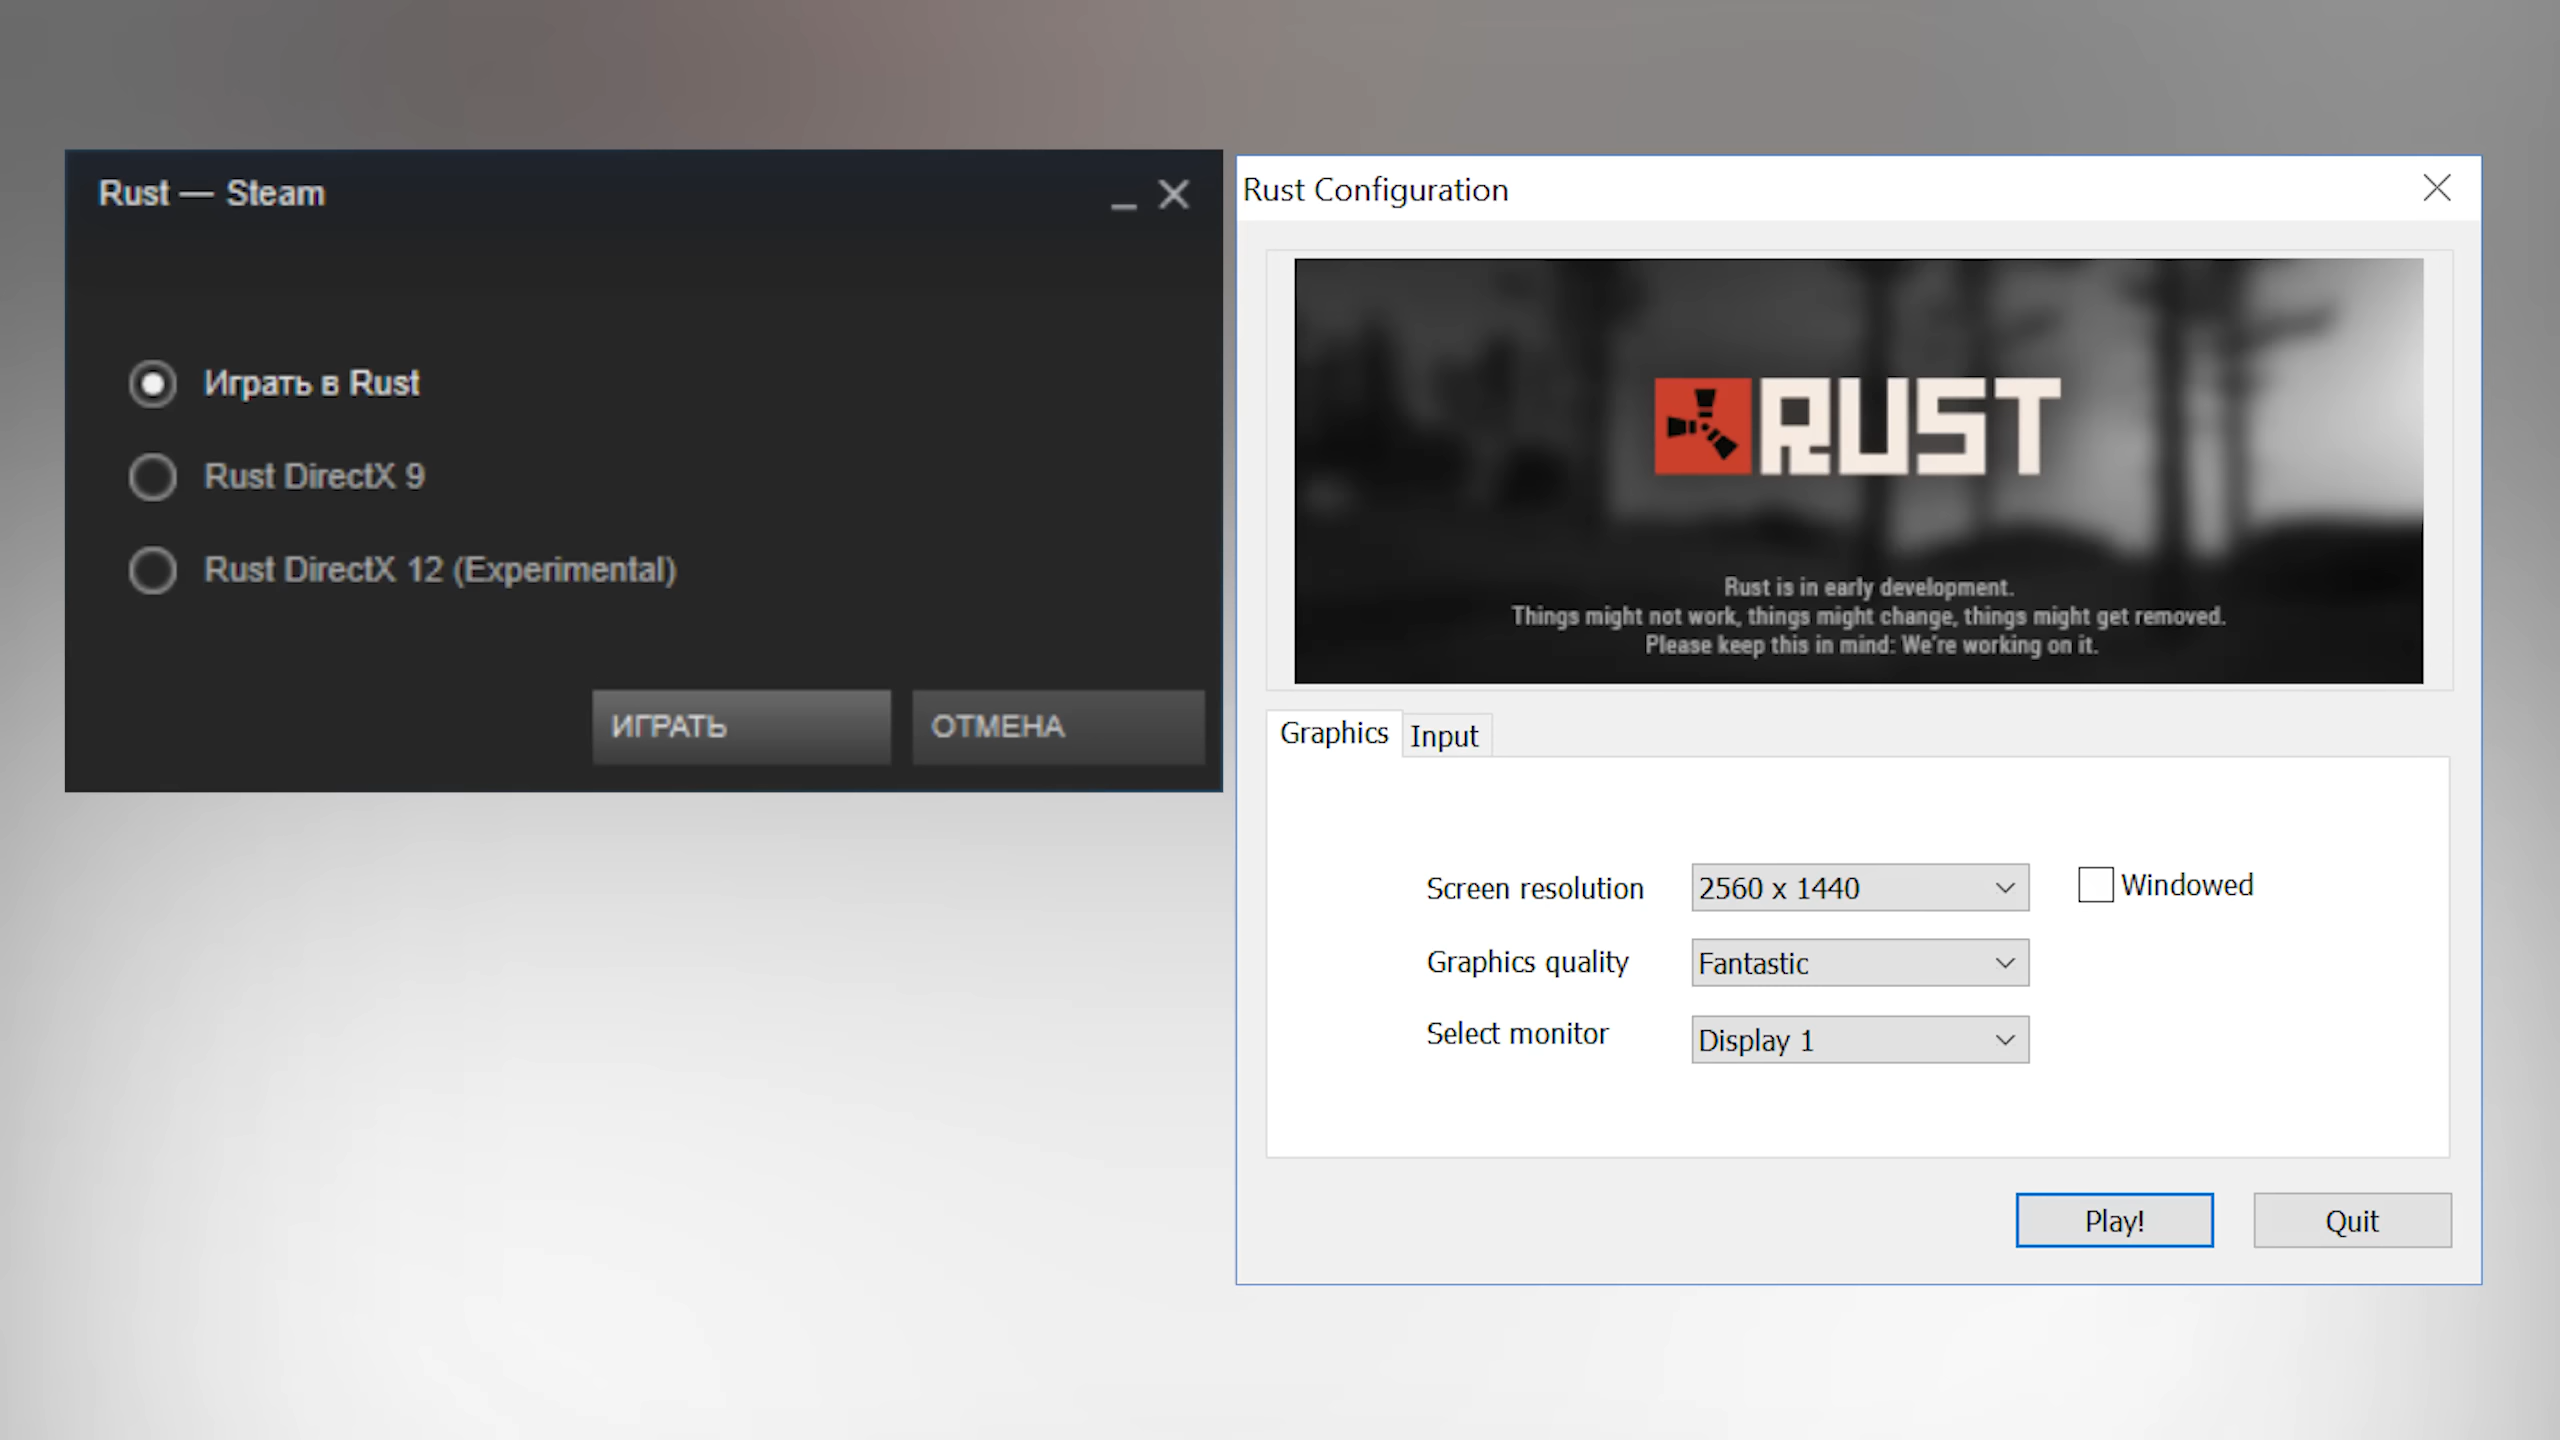 Rust — Steam
Играть в Rust
Rust DirectX 9
Rust DirectX 12 (Experimental)
ИГРАТЬ
ОТМЕНА
Rust Configuration
RUST
Rust is in early development.
Things might not work, things might change, things might get removed.
Please keep this in mind: We're working on it.
Graphics
Input
Screen resolution
2560 x 1440
Windowed
Graphics quality
Fantastic
Select monitor
Display 1
Play!
Quit